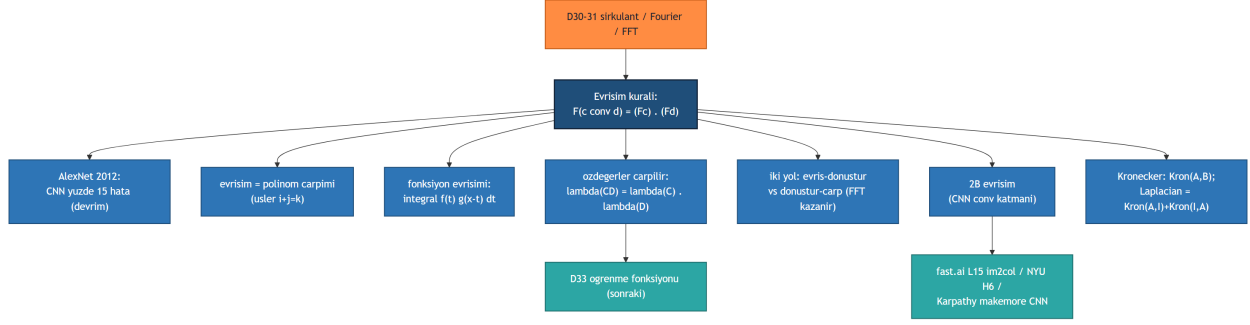 D30-31 sirkulant / Fourier
/ FFT
Evrisim kurali:
F(c conv d) = (Fc) . (Fd)
AlexNet 2012:
CNN yuzde 15 hata
(devrim)
evrisim = polinom carpimi
(usler i+j=k)
fonksiyon evrisimi:
integral f(t) g(x-t) dt
ozdegerler carpilir:
lambda(CD) = lambda(C) .
lambda(D)
iki yol: evris-donustur
vs donustur-carp (FFT
kazanir)
2B evrisim
(CNN conv katmani)
Kronecker: Kron(A,B);
Laplacian =
Kron(A,I)+Kron(I,A)
D33 ogrenme fonksiyonu
(sonraki)
fast.ai L15 im2col / NYU
H6 /
Karpathy makemore CNN